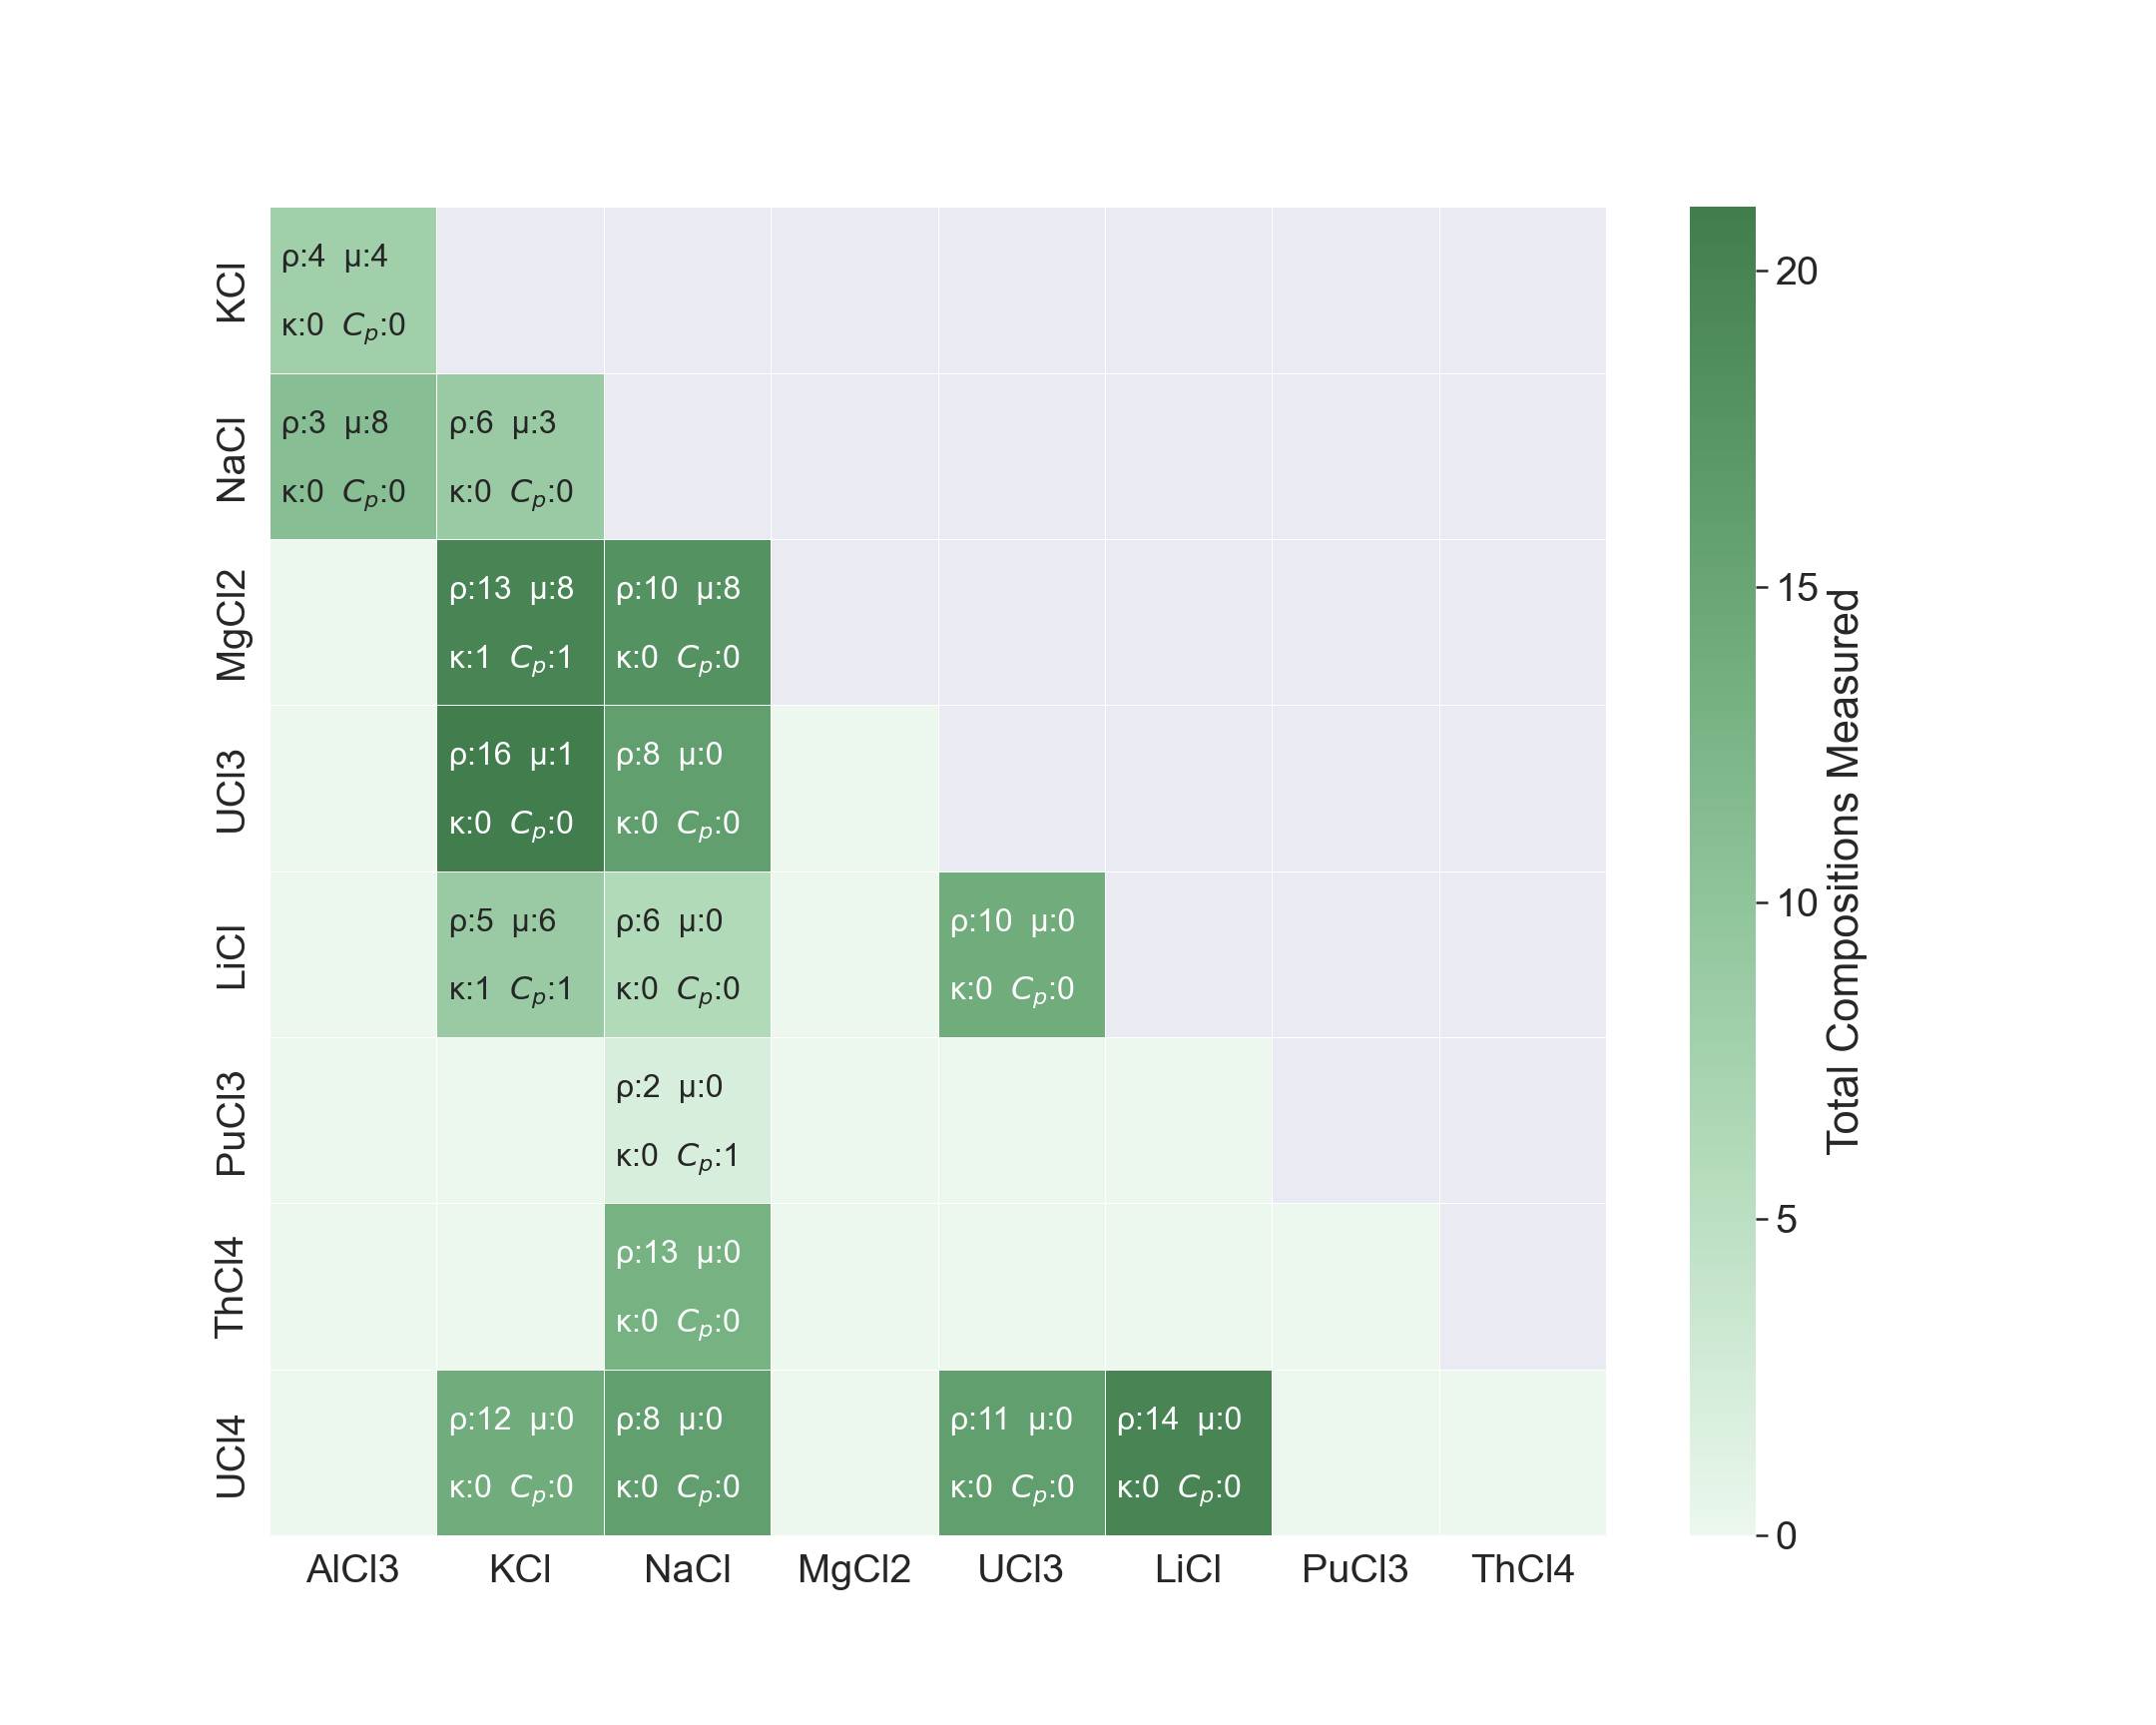 KCl
ρ:4 μ:4
κ:0 Cp:0
NaCl
ρ:3 μ:8
κ:0 Cp:0
ρ:6 μ:3
κ:0 Cp:0
MgCl2
ρ:13 μ:8
κ:1 Cp:1
ρ:10 μ:8
κ:0 Cp:0
UCl3
ρ:16 μ:1
κ:0 Cp:0
ρ:8 μ:0
κ:0 Cp:0
LiCl
ρ:5 μ:6
κ:1 Cp:1
ρ:6 μ:0
κ:0 Cp:0
ρ:10 μ:0
κ:0 Cp:0
PuCl3
ρ:2 μ:0
κ:0 Cp:1
ThCl4
ρ:13 μ:0
κ:0 Cp:0
UCl4
ρ:12 μ:0
κ:0 Cp:0
ρ:8 μ:0
κ:0 Cp:0
ρ:11 μ:0
κ:0 Cp:0
ρ:14 μ:0
κ:0 Cp:0
AlCl3
KCl
NaCl
MgCl2
UCl3
LiCl
PuCl3
ThCl4
20
15
10
5
0
Total Compositions Measured